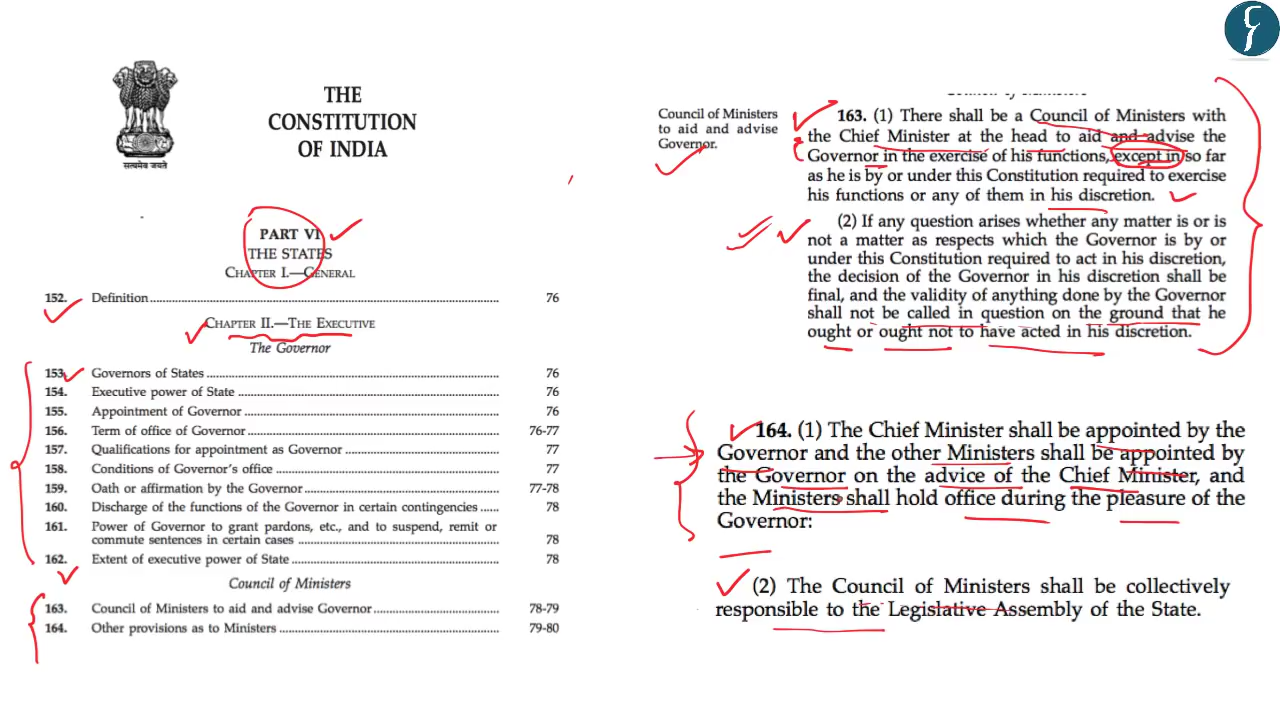 THE
CONSTITUTION
OF INDIA
सत्यमेव जयते
PART VI
THE STATES
CHAPTER I.—GENERAL
152. Definition ........ 76
CHAPTER II.—THE EXECUTIVE
The Governor
153. Governors of States ........ 76
154. Executive power of State ........ 76
155. Appointment of Governor ........ 76
156. Term of office of Governor ........ 76-77
157. Qualifications for appointment as Governor ........ 77
158. Conditions of Governor's office ........ 77
159. Oath or affirmation by the Governor ........ 77-78
160. Discharge of the functions of the Governor in certain contingencies ...... 78
161. Power of Governor to grant pardons, etc., and to suspend, remit or
commute sentences in certain cases ........ 78
162. Extent of executive power of State ........ 78
Council of Ministers
163. Council of Ministers to aid and advise Governor ........ 78-79
164. Other provisions as to Ministers ........ 79-80
Council of Ministers
to aid and advise
Governor.
163. (1) There shall be a Council of Ministers with
the Chief Minister at the head to aid and advise the
Governor in the exercise of his functions, except in so far
as he is by or under this Constitution required to exercise
his functions or any of them in his discretion.
(2) If any question arises whether any matter is or is
not a matter as respects which the Governor is by or
under this Constitution required to act in his discretion,
the decision of the Governor in his discretion shall be
final, and the validity of anything done by the Governor
shall not be called in question on the ground that he
ought or ought not to have acted in his discretion.
164. (1) The Chief Minister shall be appointed by the
Governor and the other Ministers shall be appointed by
the Governor on the advice of the Chief Minister, and
the Ministers shall hold office during the pleasure of the
Governor:
(2) The Council of Ministers shall be collectively
responsible to the Legislative Assembly of the State.